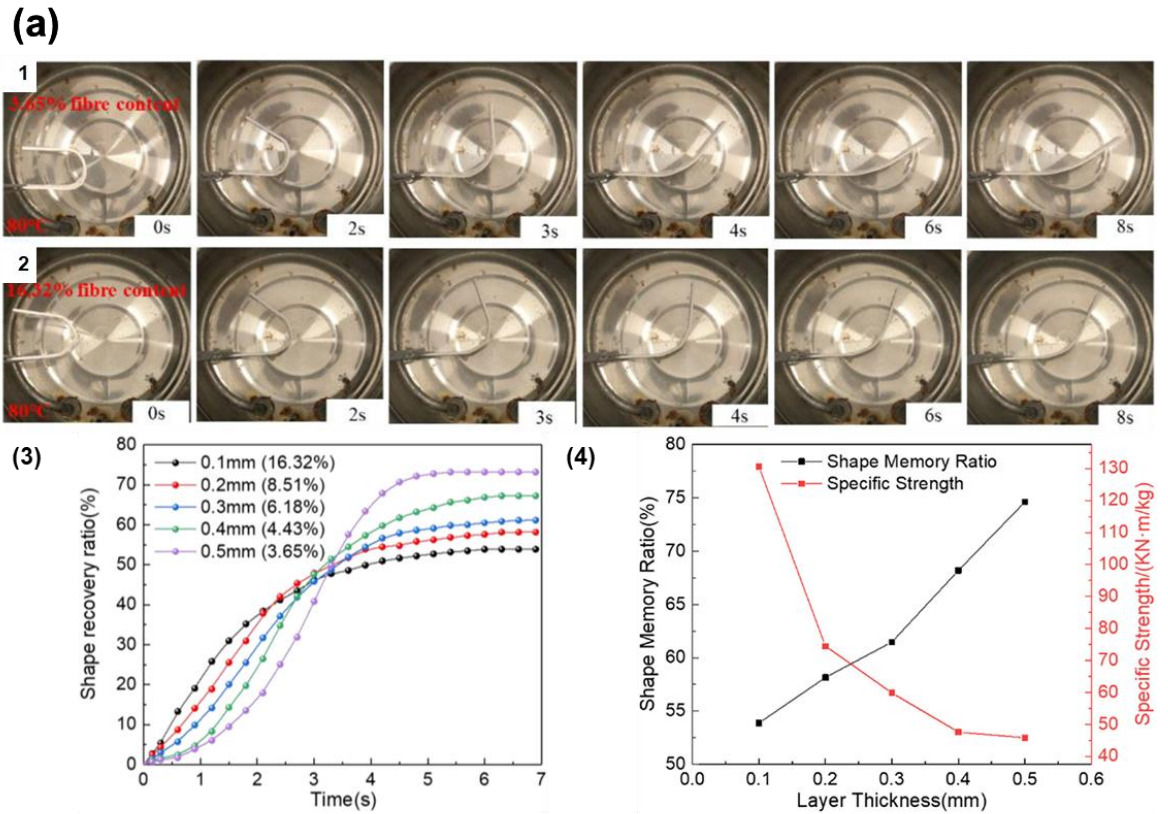 (a)
1
3.65% fibre content
80°C
0s
2s
3s
4s
6s
8s
2
16.32% fibre content
80°C
0s
2s
3s
4s
6s
8s
(3)
80
70
60
50
40
30
20
10
0
Shape recovery ratio(%)
0.1mm (16.32%)
0.2mm (8.51%)
0.3mm (6.18%)
0.4mm (4.43%)
0.5mm (3.65%)
0 1 2 3 4 5 6 7
Time(s)
(4)
80
75
70
65
60
55
50
Shape Memory Ratio(%)
Shape Memory Ratio
Specific Strength
130
120
110
100
90
80
70
60
50
40
Specific Strength/(KN·m/kg)
0.0 0.1 0.2 0.3 0.4 0.5 0.6
Layer Thickness(mm)